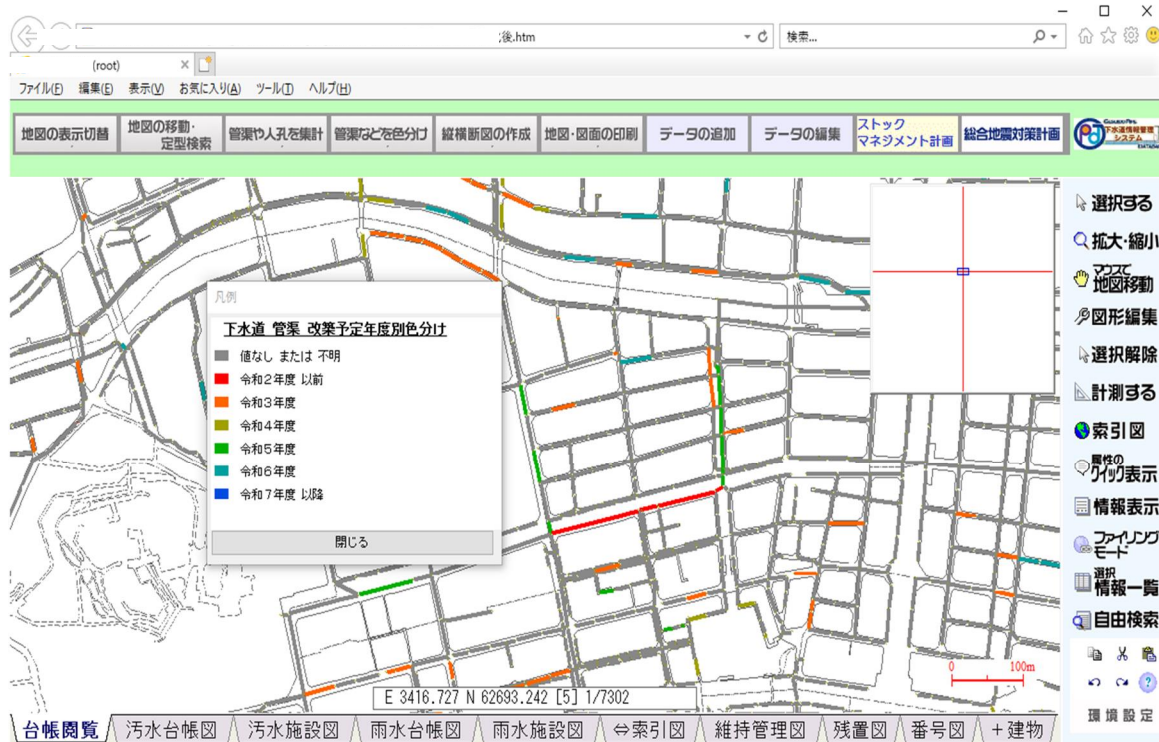 後.htm
検索...
(root)
ファイル(F) 編集(E) 表示(V) お気に入り(A) ツール(T) ヘルプ(H)
地図の表示切替
地図の移動・
定型検索
管渠や人孔を集計
管渠などを色分け
縦横断図の作成
地図・図面の印刷
データの追加
データの編集
ストック
マネジメント計画
総合地震対策計画
下水道情報管理
システム
選択する
拡大・縮小
マウスで
地図移動
図形編集
選択解除
計測する
索引図
属性の
クイック表示
情報表示
ファイリング
モード
選択
情報一覧
自由検索
環境設定
凡例
下水道 管渠 改築予定年度別色分け
値なし または 不明
令和2年度 以前
令和3年度
令和4年度
令和5年度
令和6年度
令和7年度 以降
閉じる
0 100m
E 3416.727 N 62693.242 [5] 1/7302
台帳閲覧 汚水台帳図 汚水施設図 雨水台帳図 雨水施設図 ⇔索引図 維持管理図 残置図 番号図 +建物